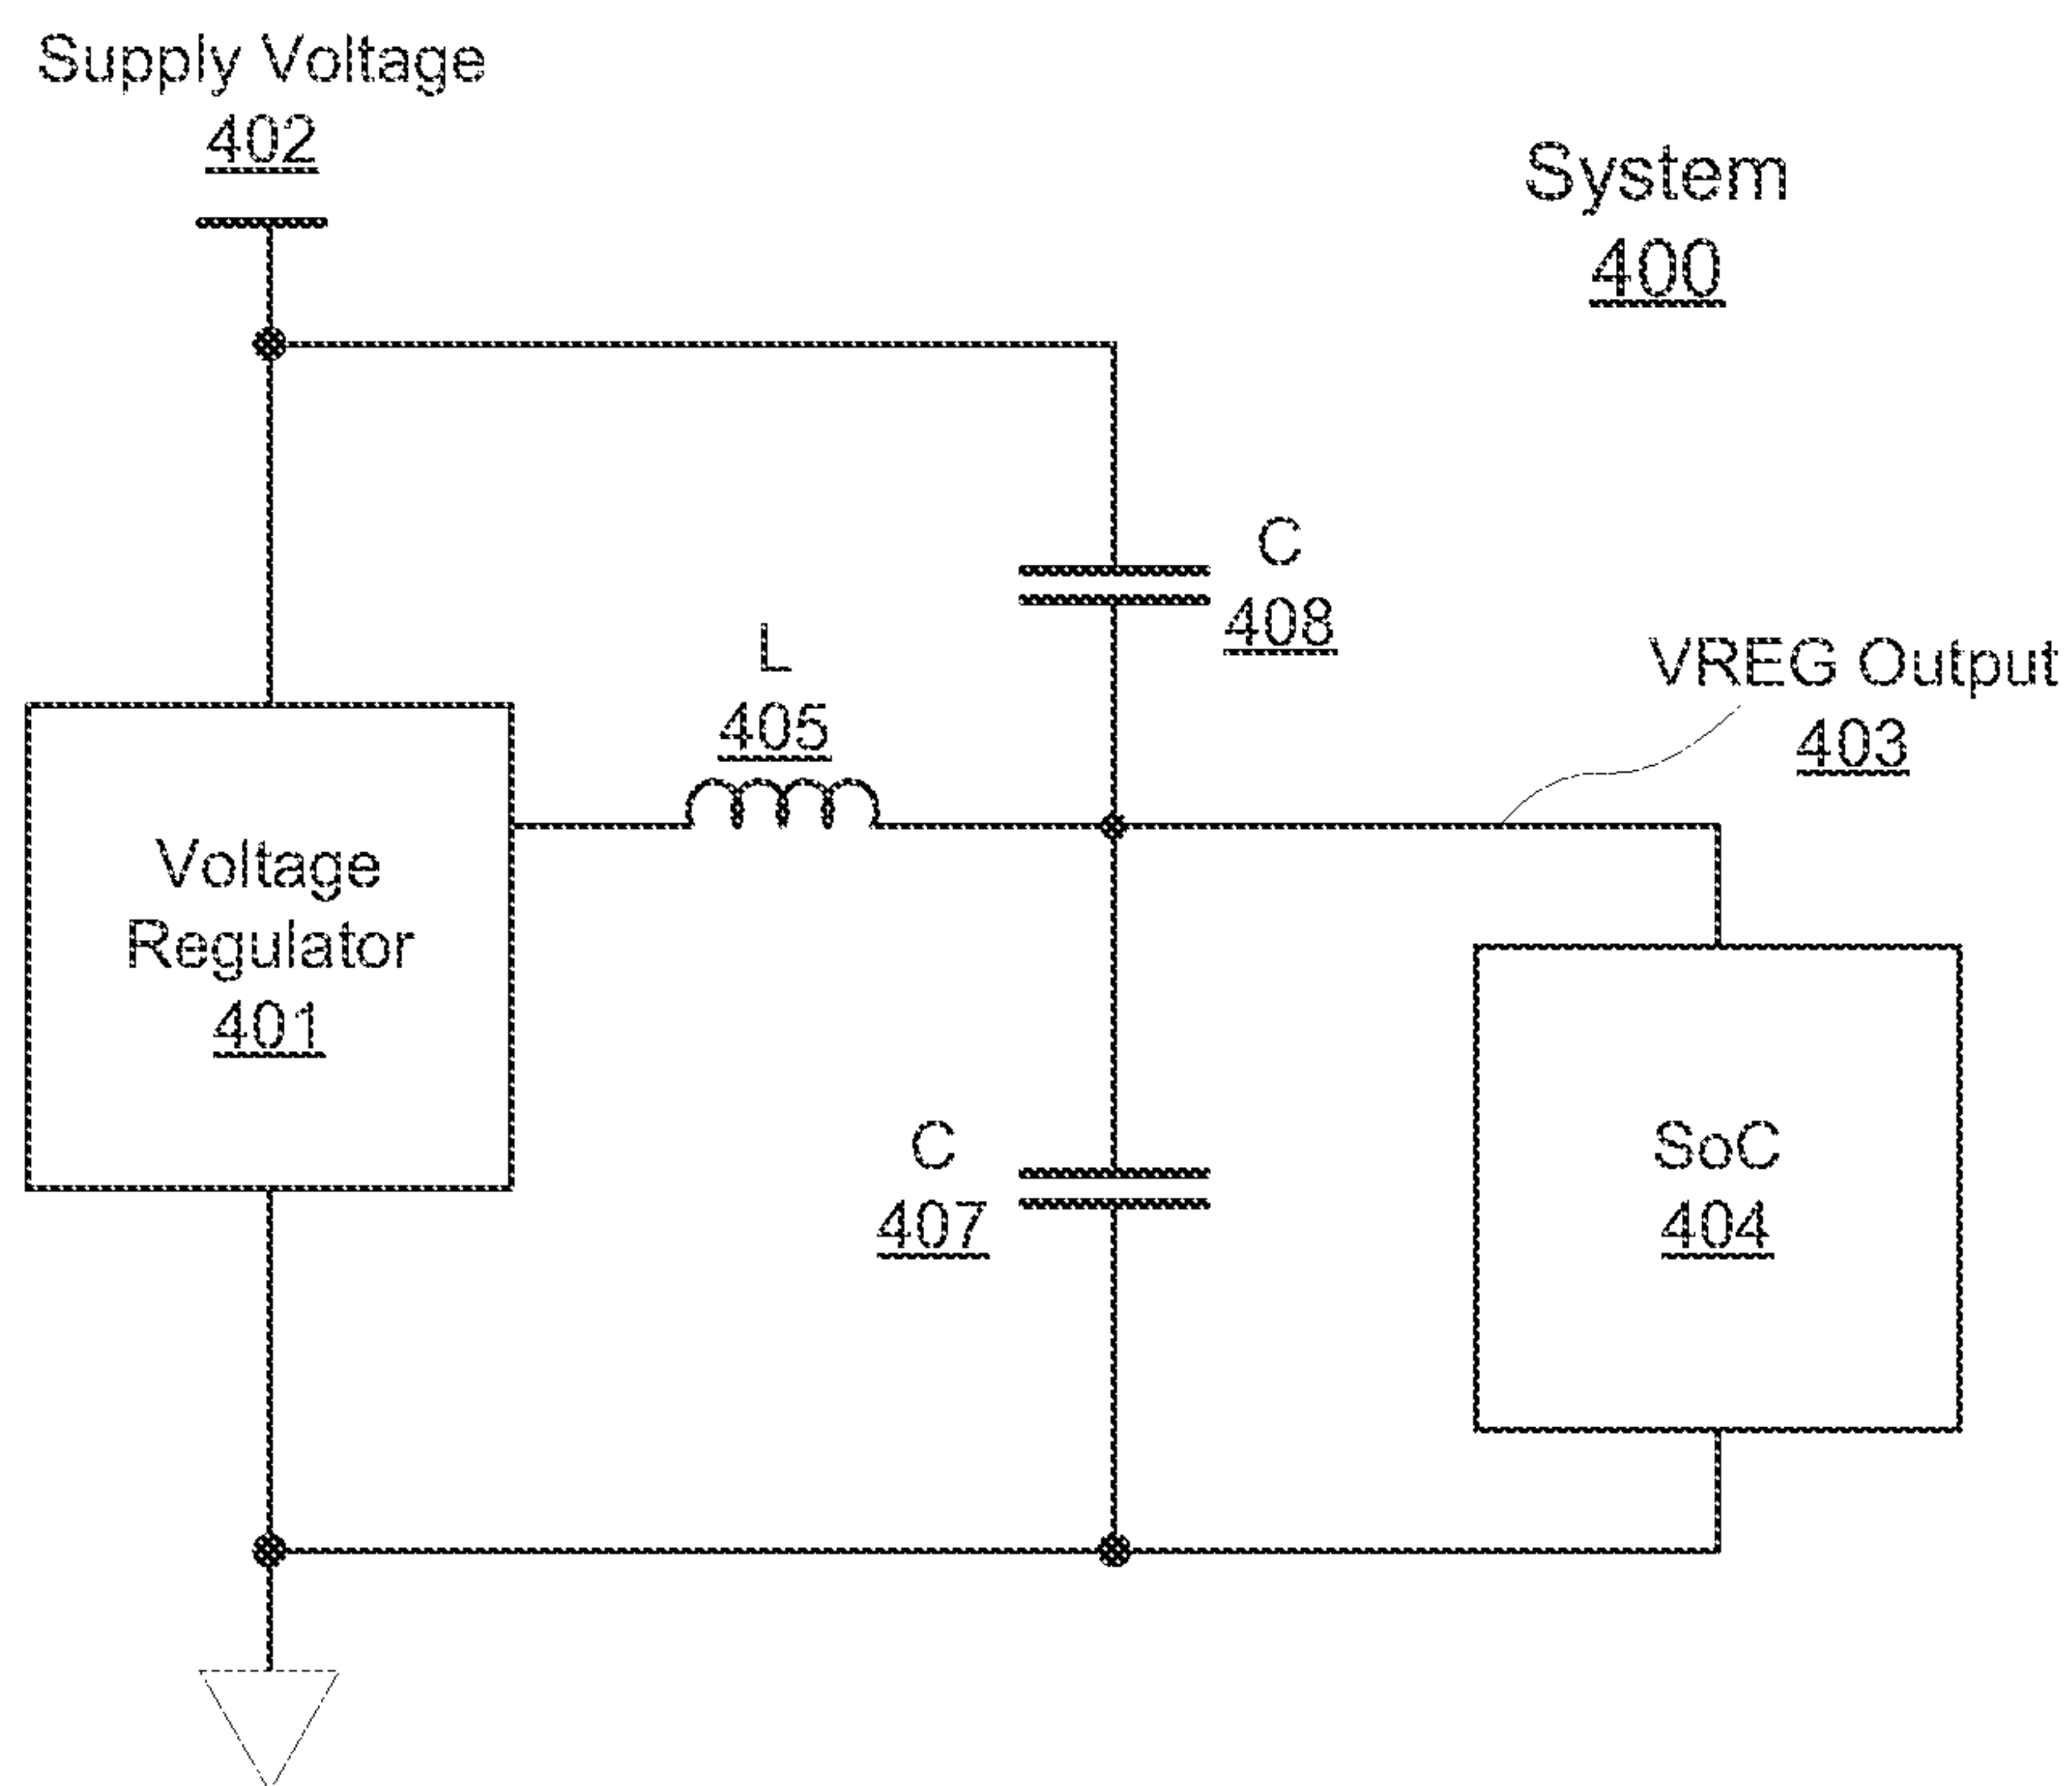 Supply Voltage
402
System
400
C
408
L
405
VREG Output
403
Voltage
Regulator
401
C
407
SoC
404